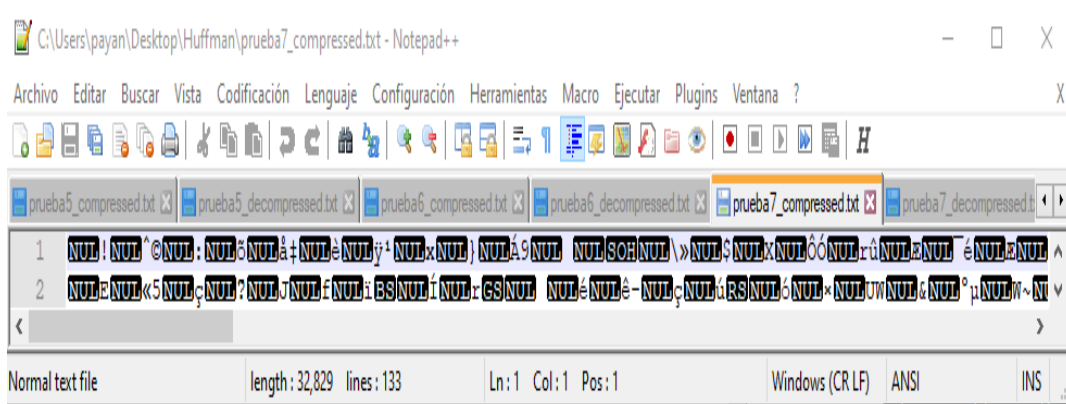 C:\Users\payan\Desktop\Huffman\prueba7_compressed.txt - Notepad++
Archivo Editar Buscar Vista Codificación Lenguaje Configuración Herramientas Macro Ejecutar Plugins Ventana ? X
prueba5_compressed.txt prueba5_decompressed.txt prueba6_compressed.txt prueba6_decompressed.txt prueba7_compressed.txt prueba7_decompressed.t
1 NUL!NUL^©NUL:NULõNULå‡NULèNULÿ¹NULxNUL}NULÁ9NUL NULSOHNUL\»NUL$NULXNULÔÓNULrûNULÆNUL¯éNULÆNUL
2 NULENUL«5NULçNUL?NULJNULfNULïBSNULÍNULrGSNUL NULéNULê-NULçNULúRSNULóNUL×NULUWNUL&NUL°µNULW~NU
Normal text file length : 32,829 lines : 133 Ln : 1 Col : 1 Pos : 1 Windows (CR LF) ANSI INS